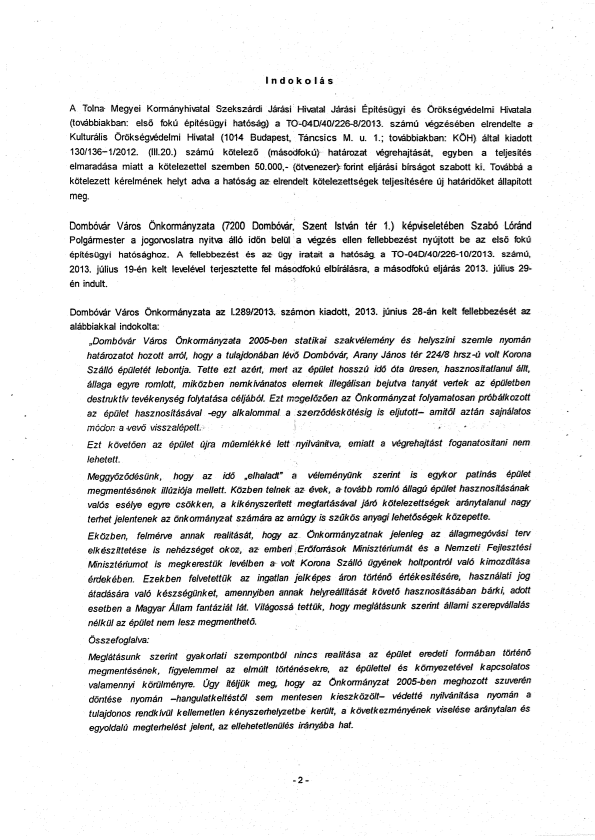 Indokolás
A Tolna Megyei Kormányhivatal Szekszárdi Járási Hivatal Járási Építésügyi és Örökségvédelmi Hivatala
(továbbiakban: első fokú építésügyi hatóság) a TO-04D/40/226-8/2013. számú végzésében elrendelte a
Kulturális Örökségvédelmi Hivatal (1014 Budapest, Táncsics M. u. 1.; továbbiakban: KÖH) által kiadott
130/136-1/2012. (III.20.) számú kötelező (másodfokú) határozat végrehajtását, egyben a teljesítés
elmaradása miatt a kötelezettel szemben 50.000,- (ötvenezer)- forint eljárási bírságot szabott ki. Továbbá a
kötelezett kérelmének helyt adva a hatóság az elrendelt kötelezettségek teljesítésére új határidőket állapított
meg.
Dombóvár Város Önkormányzata (7200 Dombóvár, Szent István tér 1.) képviseletében Szabó Lóránd
Polgármester a jogorvoslatra nyitva álló időn belül a végzés ellen fellebbezést nyújtott be az első fokú
építésügyi hatósághoz. A fellebbezést és az ügy iratait a hatóság a TO-04D/40/226-10/2013. számú,
2013. július 19-én kelt levelével terjesztette fel másodfokú elbírálásra, a másodfokú eljárás 2013. július 29-
én indult.
Dombóvár Város Önkormányzata az I.289/2013. számon kiadott, 2013. június 28-án kelt fellebbezését az
alábbiakkal indokolta:
„Dombóvár Város Önkormányzata 2005-ben statikai szakvélemény és helyszíni szemle nyomán
határozatot hozott arról, hogy a tulajdonában lévő Dombóvár, Arany János tér 224/8 hrsz-ú volt Korona
Szálló épületét lebontja. Tette ezt azért, mert az épület hosszú idő óta üresen, hasznosítatlanul állt,
állaga egyre romlott, miközben nemkívánatos elemek illegálisan bejutva tanyát vertek az épületben
destruktív tevékenység folytatása céljából. Ezt megelőzően az Önkormányzat folyamatosan próbálkozott
az épület hasznosításával -egy alkalommal a szerződéskötésig is eljutott– amitől aztán sajnálatos
módon a vevő visszalépett.
Ezt követően az épület újra műemlékké lett nyilvánítva, emiatt a végrehajtást foganatosítani nem
lehetett.
Meggyőződésünk, hogy az idő „elhaladt" a véleményünk szerint is egykor patinás épület
megmentésének illúziója mellett. Közben telnek az évek, a tovább romló állagú épület hasznosításának
valós esélye egyre csökken, a kikényszerített megtartásával járó kötelezettségek aránytalanul nagy
terhet jelentenek az önkormányzat számára az amúgy is szűkös anyagi lehetőségek közepette.
Eközben, felmérve annak realitását, hogy az Önkormányzatnak jelenleg az állagmegóvási terv
elkészíttetése is nehézséget okoz, az emberi Erőforrások Minisztériumát és a Nemzeti Fejlesztési
Minisztériumot is megkerestük levélben a volt Korona Szálló ügyének holtpontról való kimozdítása
érdekében. Ezekben felvetettük az ingatlan jelképes áron történő értékesítésére, használati jog
átadására való készségünket, amennyiben annak helyreállítását követő hasznosításában bárki, adott
esetben a Magyar Állam fantáziát lát. Világossá tettük, hogy meglátásunk szerint állami szerepvállalás
nélkül az épület nem lesz megmenthető.
Összefoglalva:
Meglátásunk szerint gyakorlati szempontból nincs realitása az épület eredeti formában történő
megmentésének, figyelemmel az elmúlt történésekre, az épülettel és környezetével kapcsolatos
valamennyi körülményre. Úgy ítéljük meg, hogy az Önkormányzat 2005-ben meghozott szuverén
döntése nyomán –hangulatkeltéstől sem mentesen kieszközölt– védetté nyilvánítása nyomán a
tulajdonos rendkívül kellemetlen kényszerhelyzetbe került, a következményének viselése aránytalan és
egyoldalú megterhelést jelent, az ellehetetlenülés irányába hat.
- 2 -